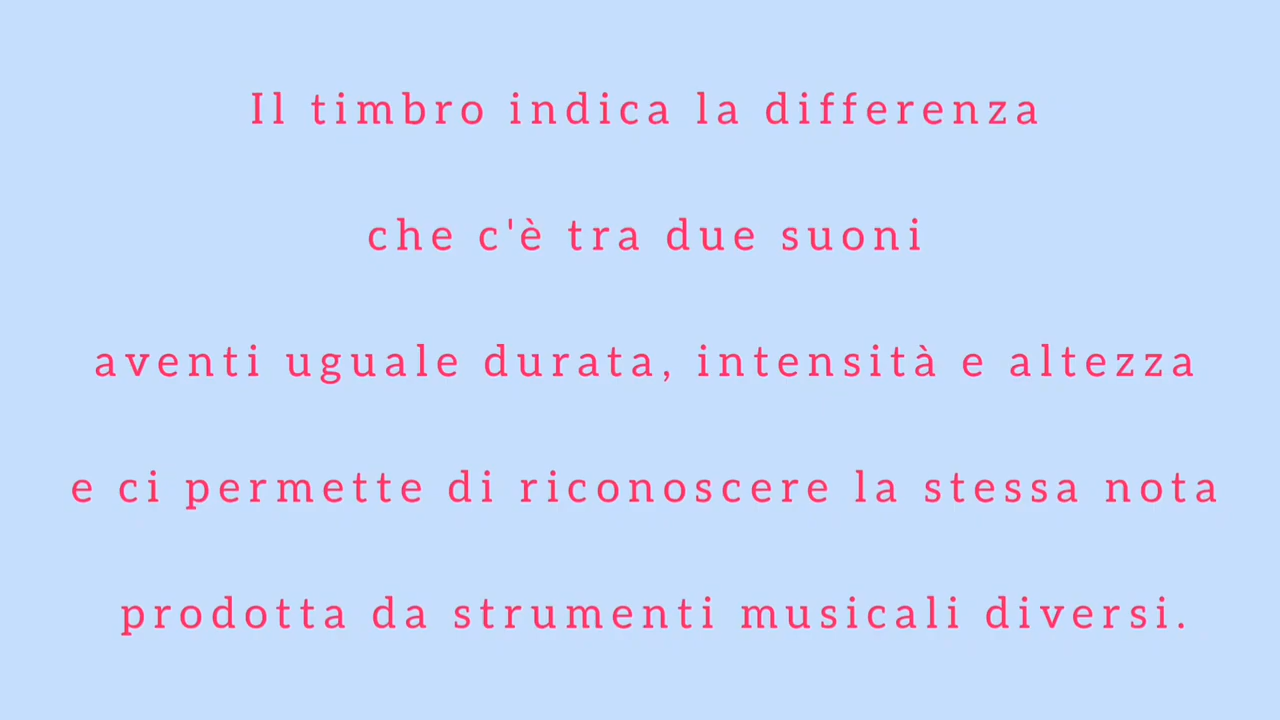 Il timbro indica la differenza
che c'è tra due suoni
aventi uguale durata, intensità e altezza
e ci permette di riconoscere la stessa nota
prodotta da strumenti musicali diversi.